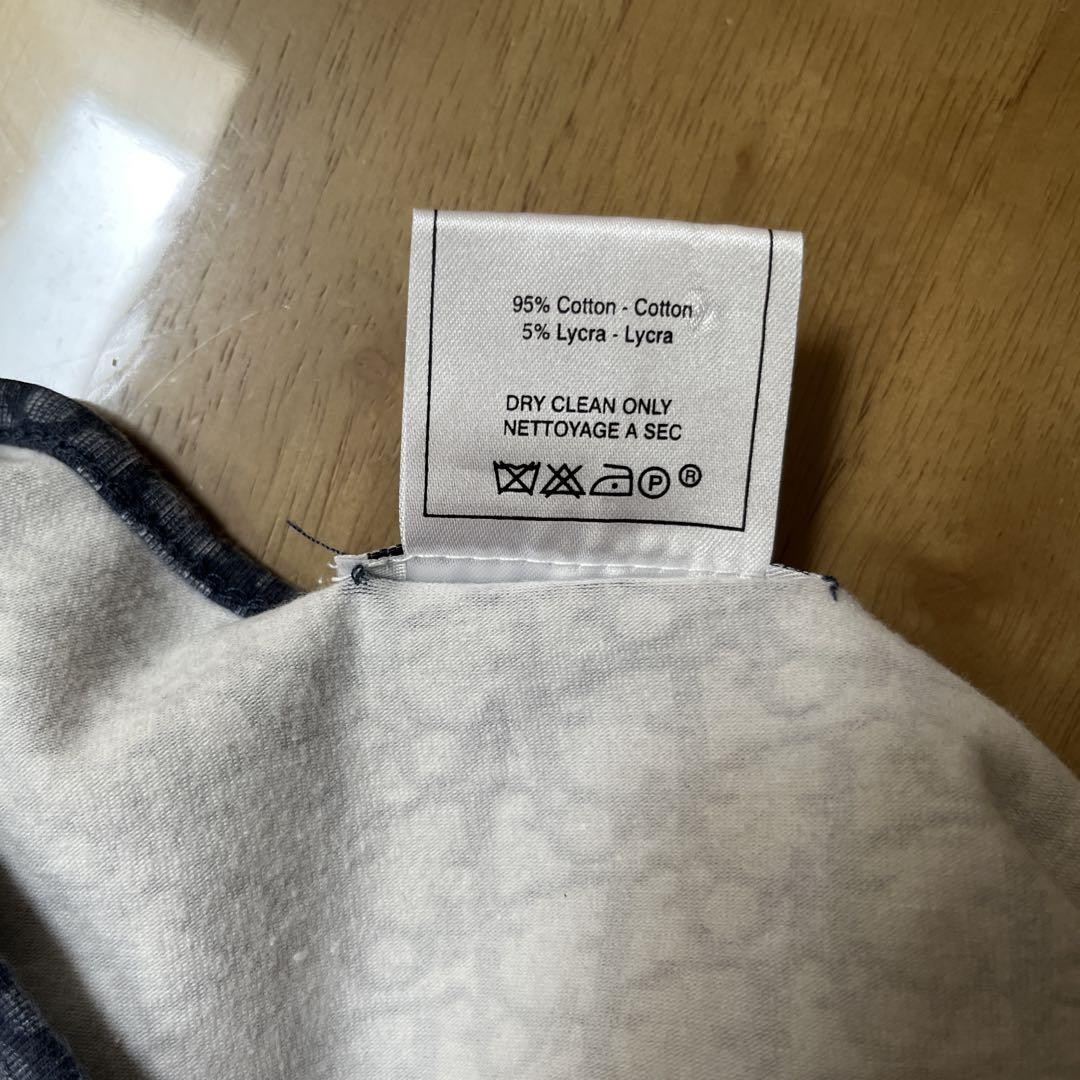 95% Cotton - Cotton
5% Lycra - Lycra
DRY CLEAN ONLY
NETTOYAGE A SEC
P ®